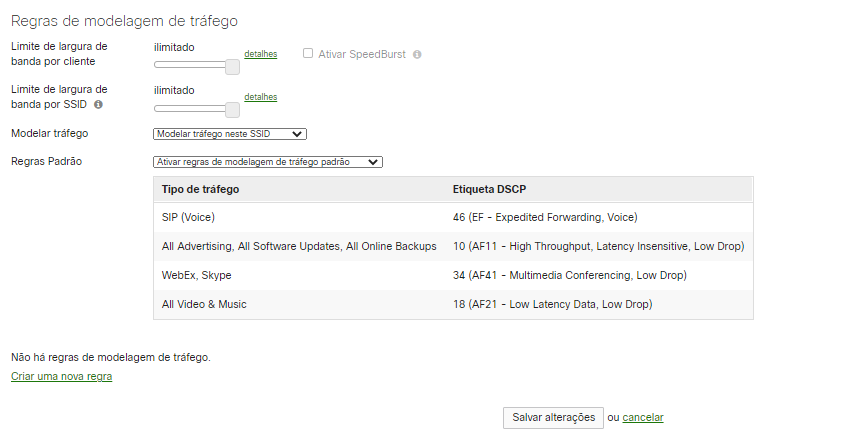 Regras de modelagem de tráfego
Limite de largura de
banda por cliente
ilimitado
detalhes
Ativar SpeedBurst
Limite de largura de
banda por SSID
ilimitado
detalhes
Modelar tráfego
Modelar tráfego neste SSID
Regras Padrão
Ativar regras de modelagem de tráfego padrão
Tipo de tráfego Etiqueta DSCP
SIP (Voice) 46 (EF - Expedited Forwarding, Voice)
All Advertising, All Software Updates, All Online Backups 10 (AF11 - High Throughput, Latency Insensitive, Low Drop)
WebEx, Skype 34 (AF41 - Multimedia Conferencing, Low Drop)
All Video & Music 18 (AF21 - Low Latency Data, Low Drop)
Não há regras de modelagem de tráfego.
Criar uma nova regra
Salvar alterações ou cancelar